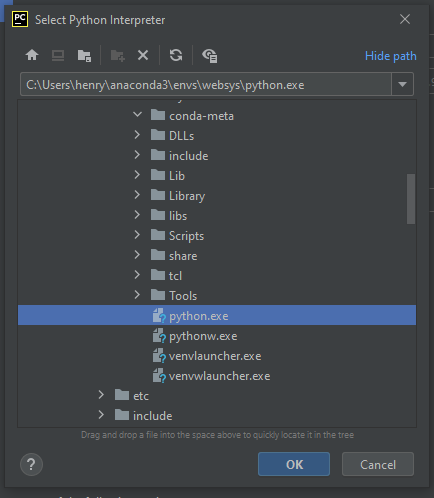 PC Select Python Interpreter
Hide path
C:\Users\henry\anaconda3\envs\websys\python.exe
conda-meta
DLLs
include
Lib
Library
libs
Scripts
share
tcl
Tools
python.exe
pythonw.exe
venvlauncher.exe
venvwlauncher.exe
etc
include
Drag and drop a file into the space above to quickly locate it in the tree
? OK Cancel